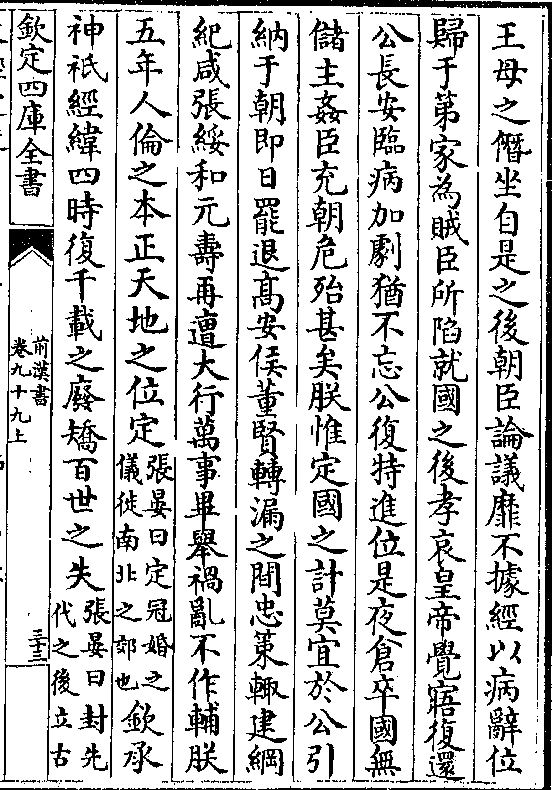 王母之僭坐自是之後朝臣論議靡不據經以病辭位
歸于第家為賊臣所陷就國之後孝哀皇帝覺寤復還
公長安臨病加劇猶不忘公復特進位是夜倉卒國無
儲主姦臣充朝危殆甚矣朕惟定國之計莫宜於公引
納于朝即日罷退髙安侯董賢轉漏之間忠策輙建綱
紀咸張綏和元壽再遭大行萬事畢舉禍亂不作輔朕
五年人倫之本正天地之位定張晏曰定冠婚之儀徙南北之郊也欽承
神祇經緯四時復千載之廢矯百世之失張晏曰封先代之後立古
欽定四庫全書
前漢書
卷九十九上
三十三